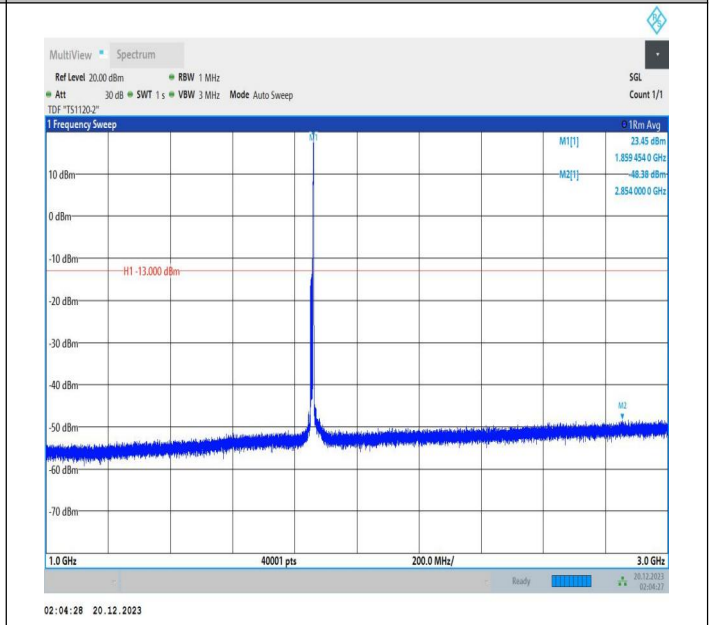 MultiView Spectrum
Ref Level 20.00 dBm RBW 1 MHz SGL
Att 30 dB SWT 1 s VBW 3 MHz Mode Auto Sweep Count 1/1
TDF "TS1120-2"
1 Frequency Sweep 1Rm Avg
M1
M1[1] 23.45 dBm
1.859 454 0 GHz
10 dBm M2[1] -48.38 dBm
2.854 000 0 GHz
0 dBm
-10 dBm
H1 -13.000 dBm
-20 dBm
-30 dBm
-40 dBm
M2
-50 dBm
-60 dBm
-70 dBm
1.0 GHz 40001 pts 200.0 MHz/ 3.0 GHz
Ready 20.12.2023
02:04:27
02:04:28 20.12.2023